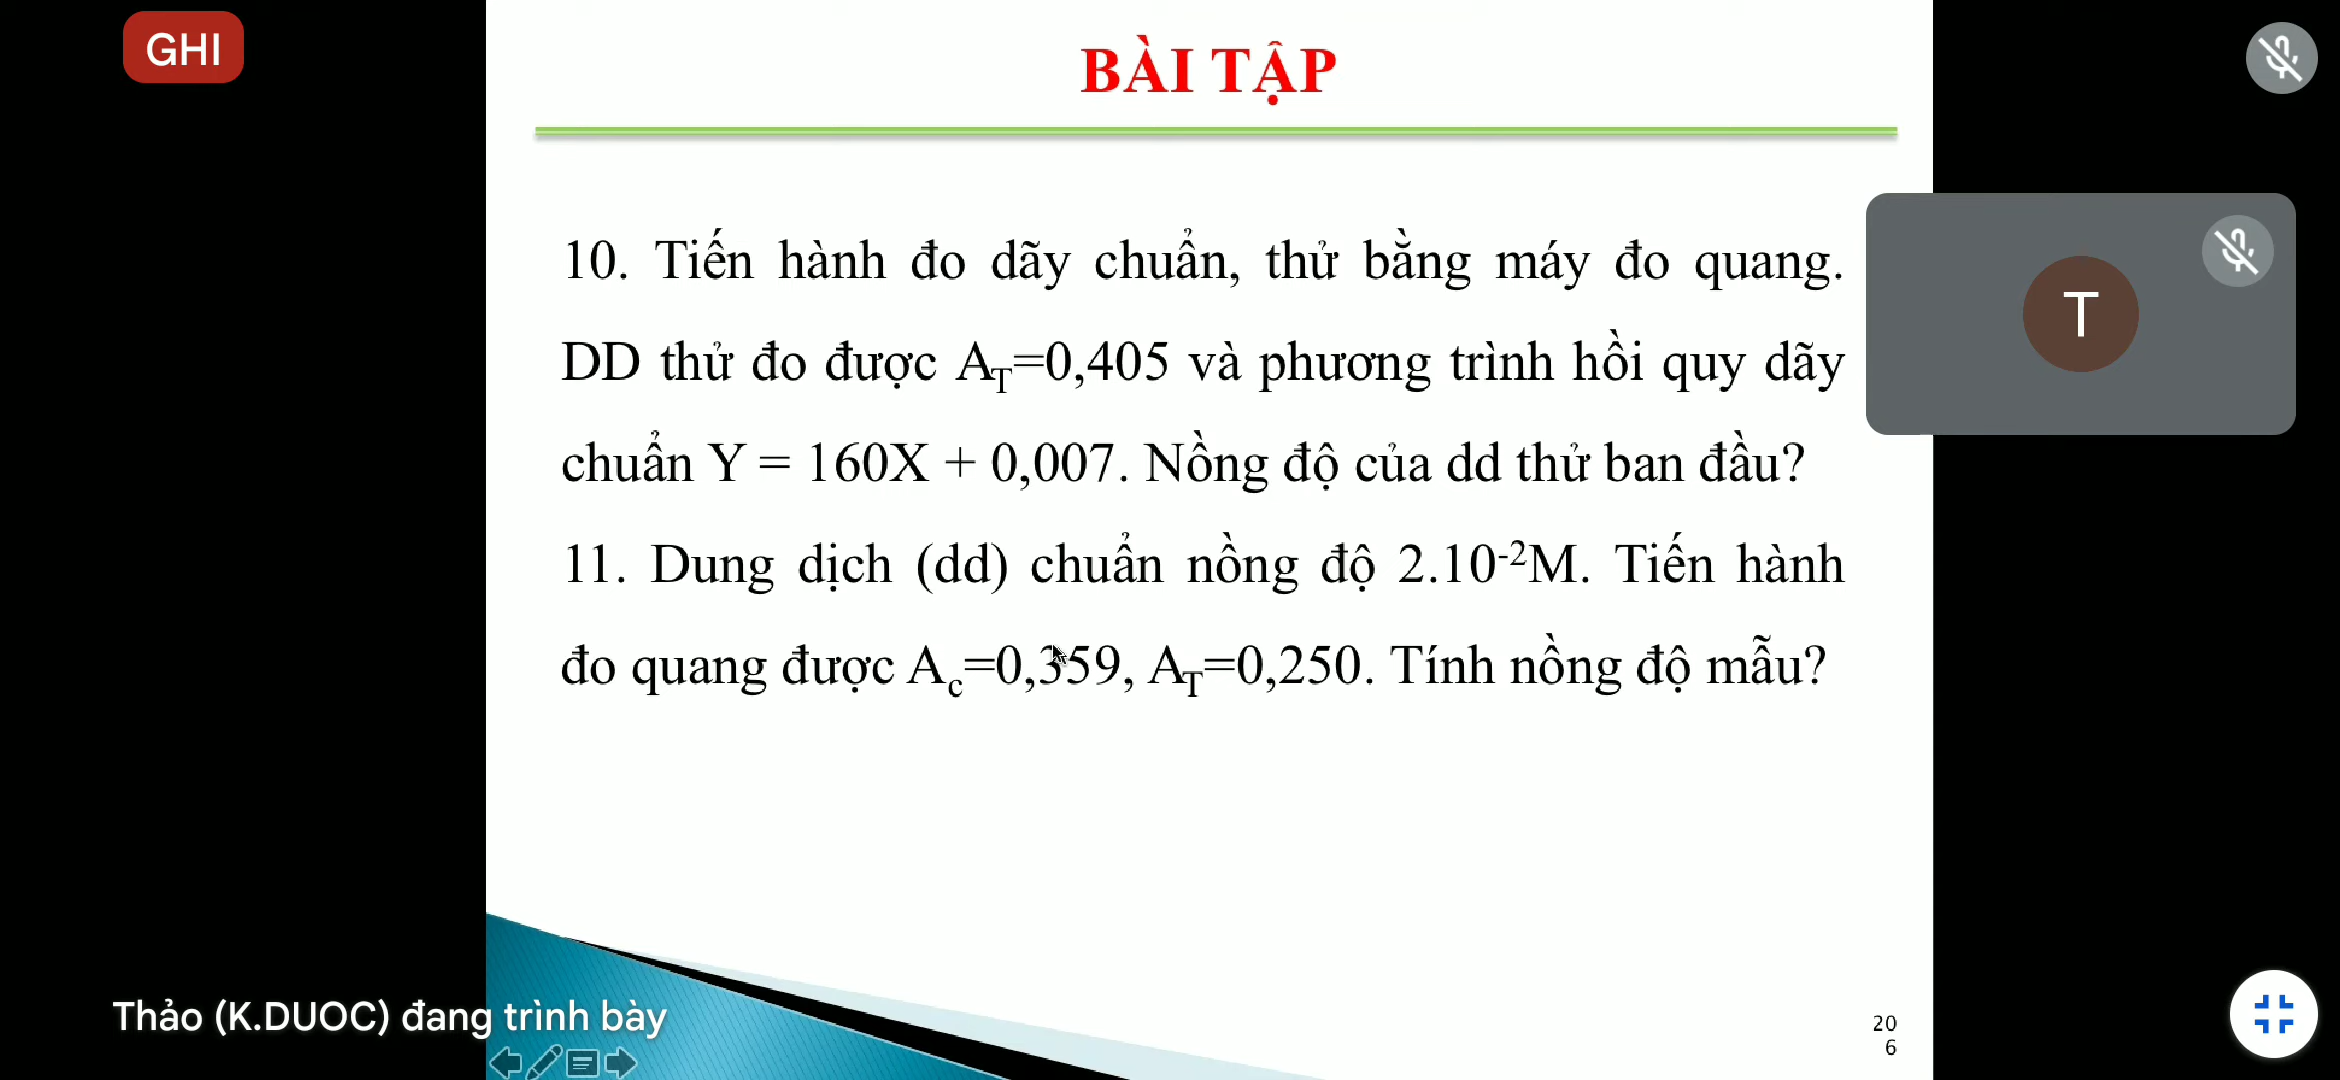 GHI
BÀI TẬP
10. Tiến hành đo dãy chuẩn, thử bằng máy đo quang.
DD thử đo được A_T=0,405 và phương trình hồi quy dãy
chuẩn Y = 160X + 0,007. Nồng độ của dd thử ban đầu?
11. Dung dịch (dd) chuẩn nồng độ 2.10⁻²M. Tiến hành
đo quang được A_c=0,359, A_T=0,250. Tính nồng độ mẫu?
T
Thảo (K.DUOC) đang trình bày
20
6